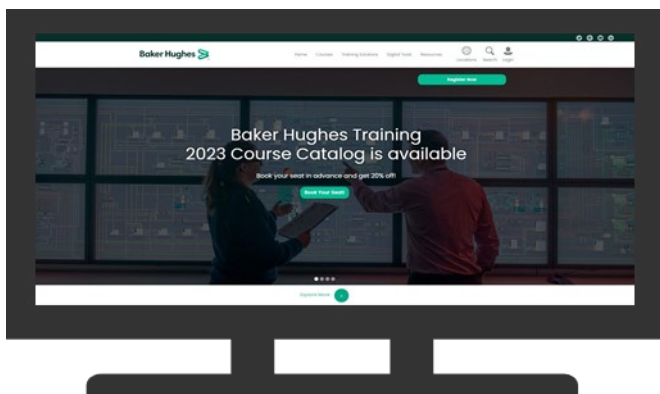 Baker Hughes
Home Courses Training Solutions Digital Tools Resources Locations Search Login
Register Now
Baker Hughes Training
2023 Course Catalog is available
Book your seat in advance and get 20% off!
Book Your Seat!
Explore More